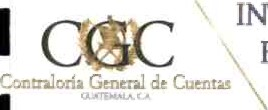 CGC
Contraloría General de Cuentas
GUATEMALA, C.A.
IN